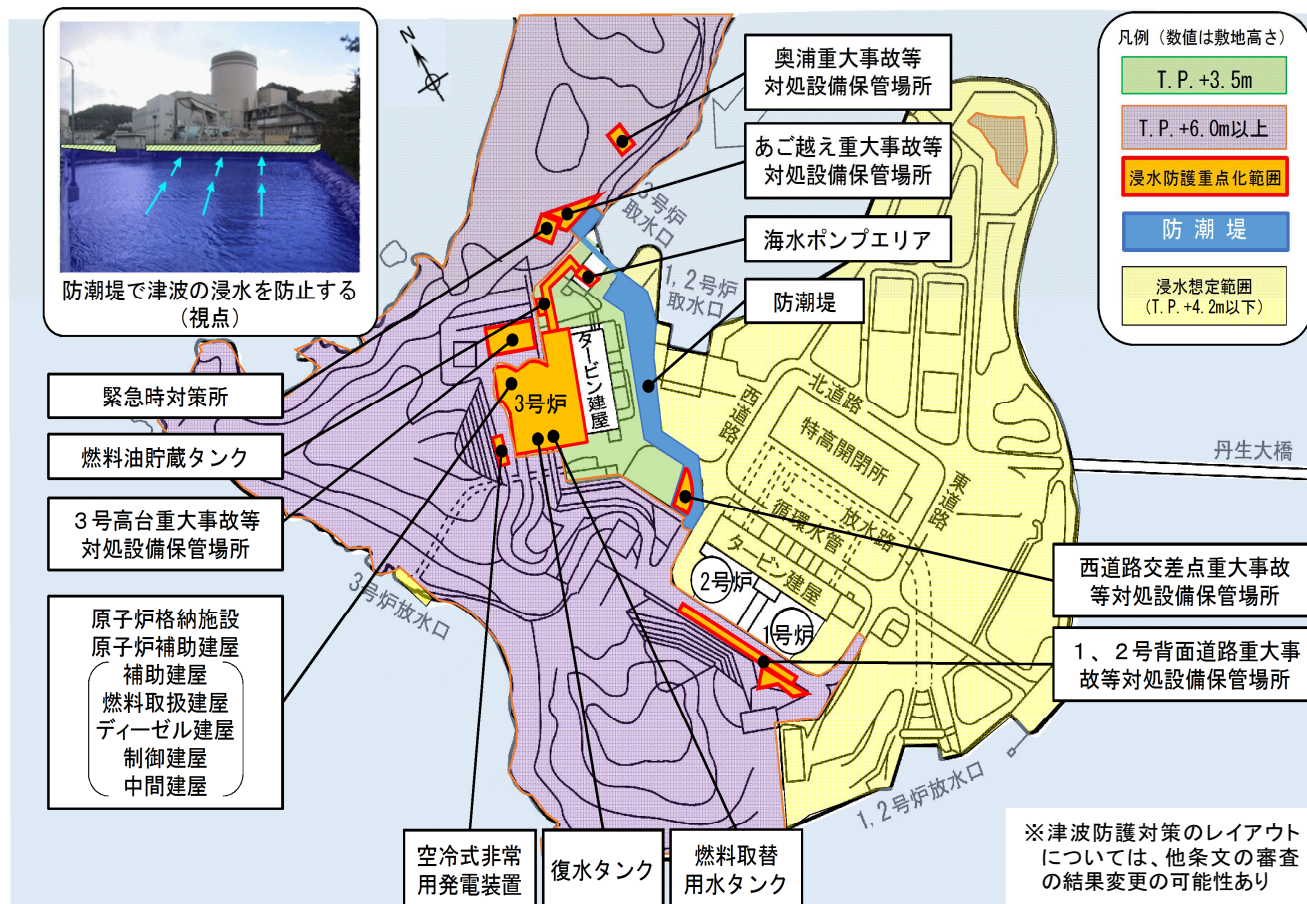 防潮堤で津波の浸水を防止する
(視点)
N
奥浦重大事故等
対処設備保管場所
あご越え重大事故等
対処設備保管場所
海水ポンプエリア
防潮堤
凡例（数値は敷地高さ）
T.P.+3.5m
T.P.+6.0m以上
浸水防護重点化範囲
防潮堤
浸水想定範囲
(T.P.+4.2m以下)
3号炉
取水口
1,2号炉
取水口
タービン建屋
3号炉
緊急時対策所
燃料油貯蔵タンク
３号高台重大事故等
対処設備保管場所
原子炉格納施設
原子炉補助建屋
補助建屋
燃料取扱建屋
ディーゼル建屋
制御建屋
中間建屋
3号炉放水口
西道路
北道路
特高開閉所
東道路
放水路
循環水管
タービン建屋
2号炉
1号炉
丹生大橋
西道路交差点重大事故
等対処設備保管場所
１、２号背面道路重大事
故等対処設備保管場所
1,2号炉放水口
空冷式非常
用発電装置
復水タンク
燃料取替
用水タンク
※津波防護対策のレイアウト
については、他条文の審査
の結果変更の可能性あり